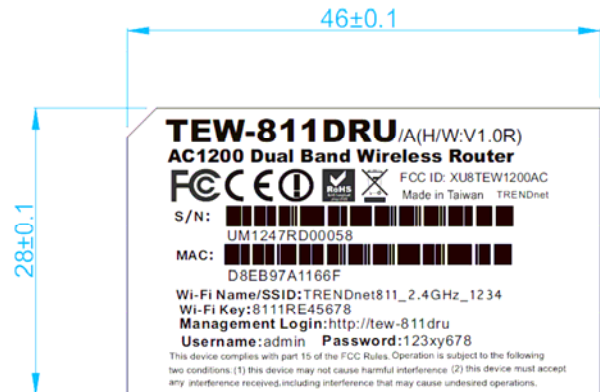 46±0.1
28±0.1
TEW-811DRU/A(H/W:V1.0R)
AC1200 Dual Band Wireless Router
FC CE RoHS FCC ID: XU8TEW1200AC
Made in Taiwan TRENDnet
S/N:
UM1247RD00058
MAC:
D8EB97A1166F
Wi-Fi Name/SSID:TRENDnet811_2.4GHz_1234
Wi-Fi Key:8111RE45678
Management Login:http://tew-811dru
Username:admin Password:123xy678
This device complies with part 15 of the FCC Rules. Operation is subject to the following
two conditions:(1) this device may not cause harmful interference (2) this device must accept
any interference received,including interference that may cause undesired operations.